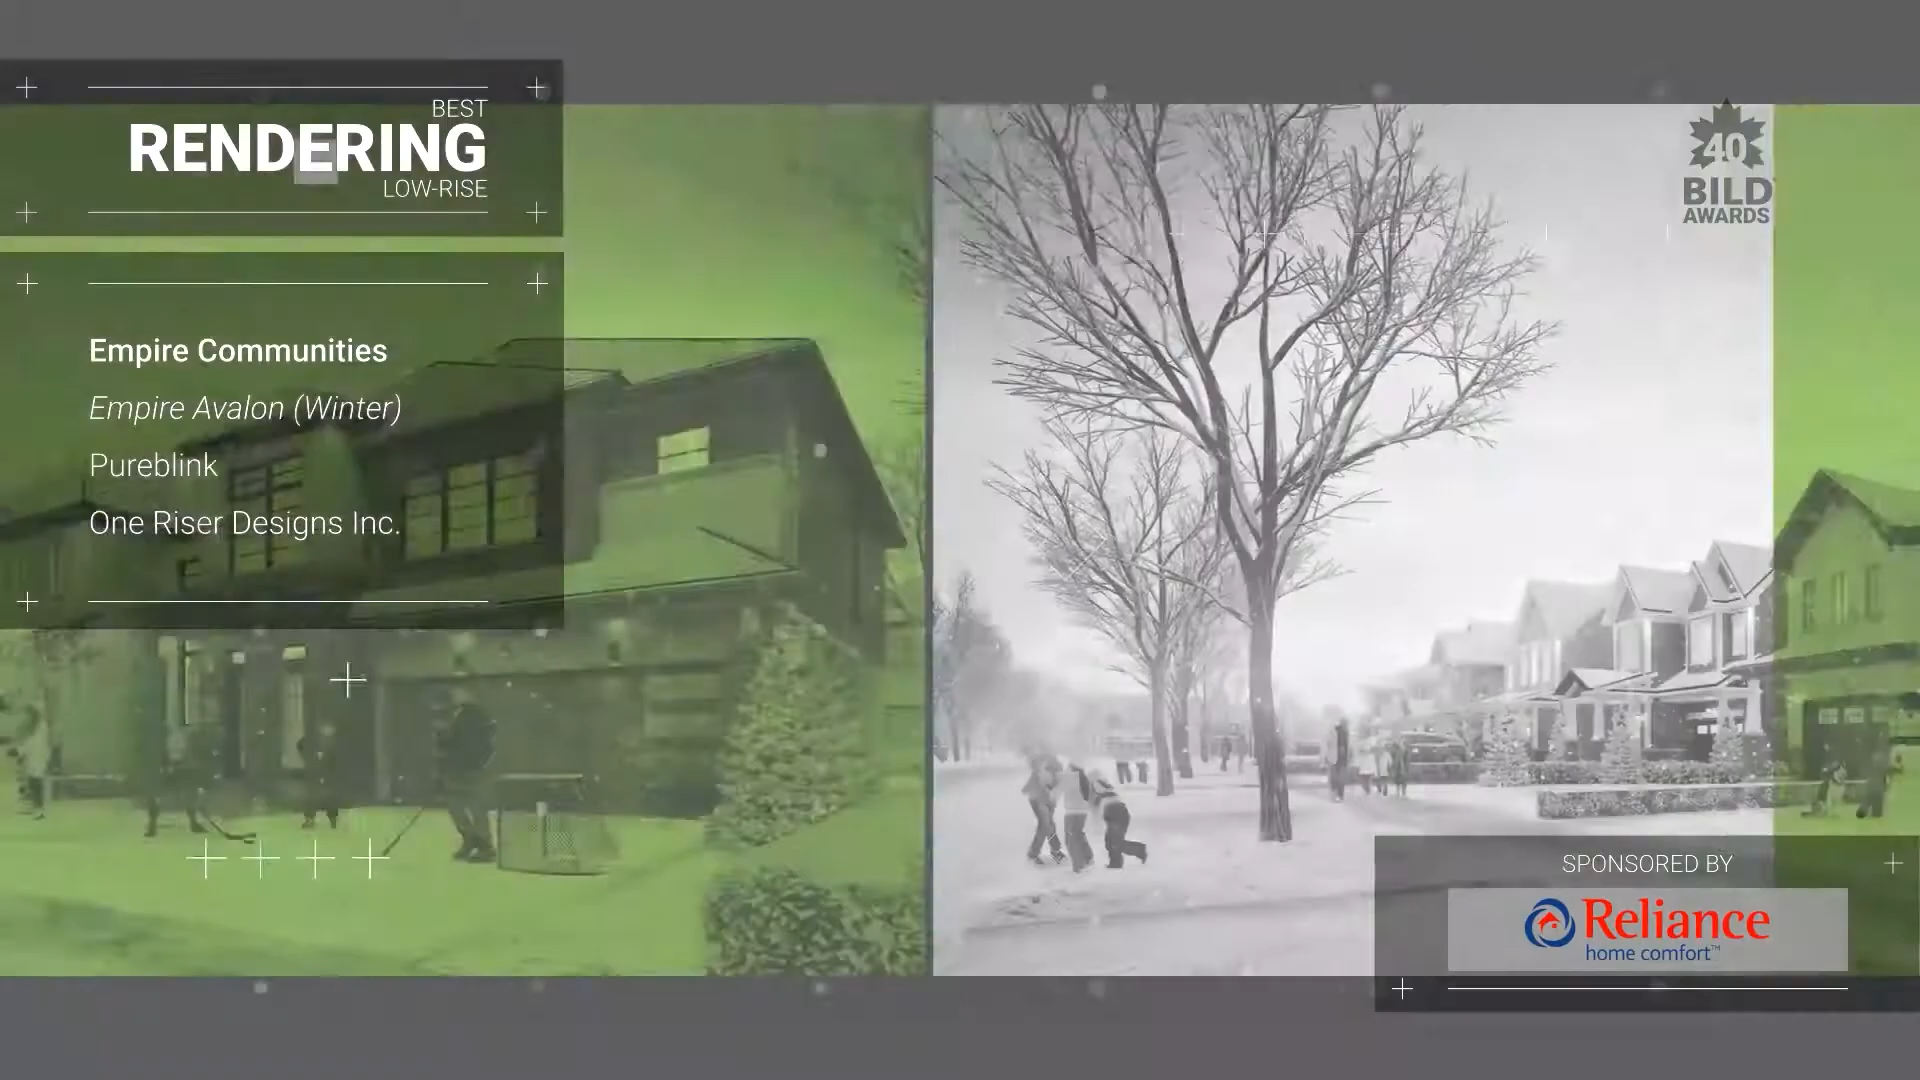 BEST
RENDERING
LOW-RISE
Empire Communities
Empire Avalon (Winter)
Pureblink
One Riser Designs Inc.
40
BILD
AWARDS
SPONSORED BY
Reliance
home comfort™